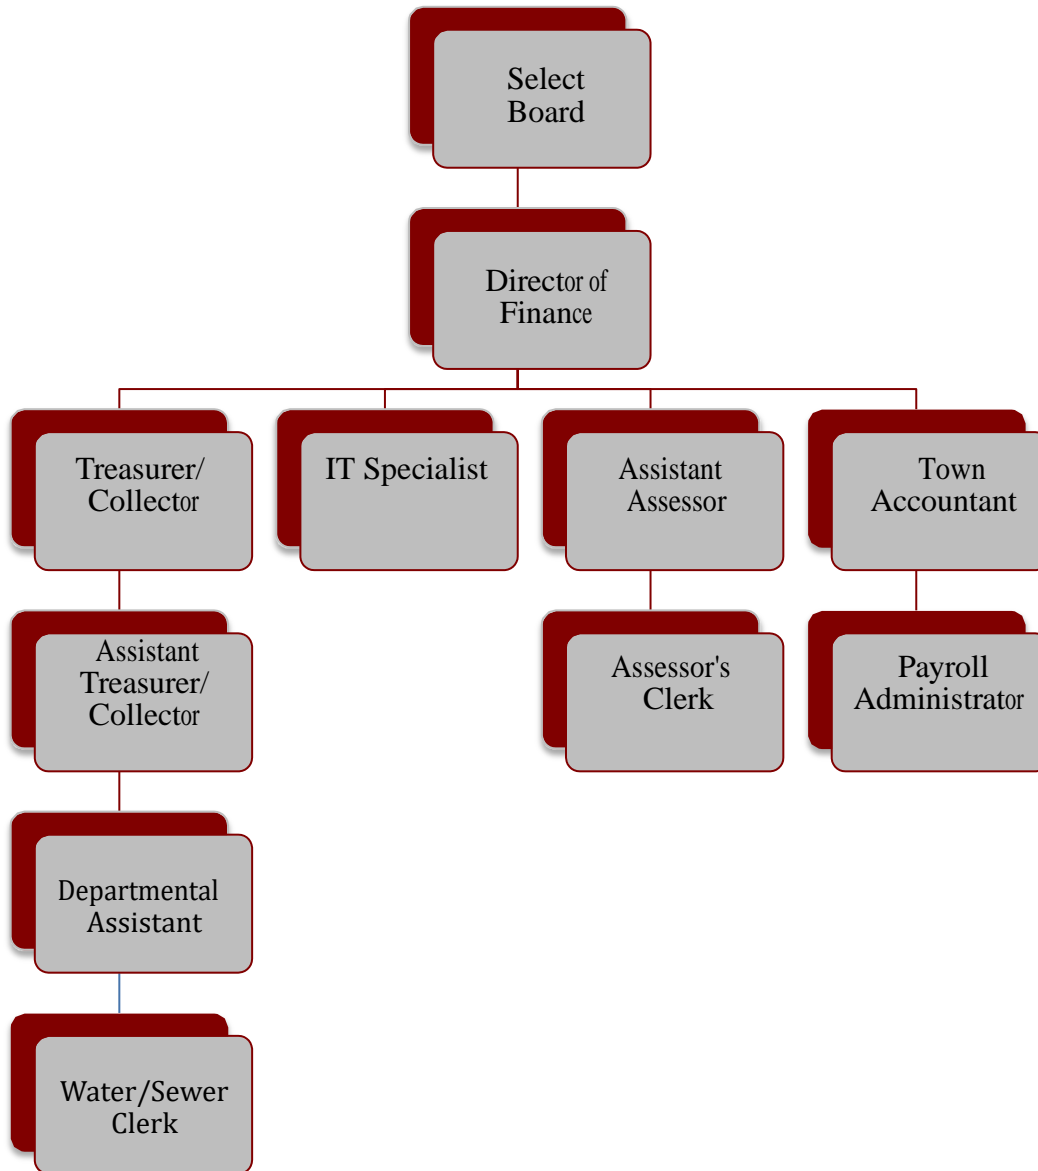 Select
Board
Director of
Finance
Treasurer/
Collector
IT Specialist
Assistant
Assessor
Town
Accountant
Assistant
Treasurer/
Collector
Assessor's
Clerk
Payroll
Administrator
Departmental
Assistant
Water/Sewer
Clerk